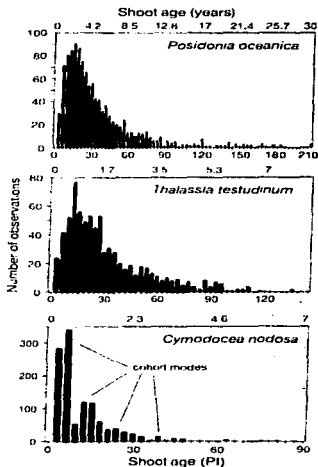 Shoot age (years)
0 4.2 8.5 12.8 17. 21.4 25.7 30
Posidonia oceanica
100
80
60
40
20
0
0 30 60 90 120 150 180 210
0 1.7 3.5 5.3 7
Thalassia testudinum
Number of observations
80
60
40
20
0
0 30 60 90 120
0 2.3 4.6 7
Cymodocea nodosa
300
200
100
0
cohort modes
0 30 60 90
Shoot age (PI)